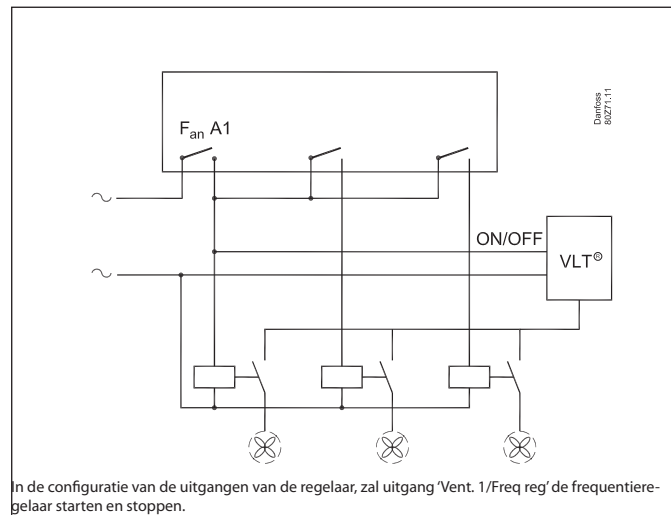 Danfoss
80Z71.11
Fan A1
ON/OFF
VLT®
In de configuratie van de uitgangen van de regelaar, zal uitgang ‘Vent. 1/Freq reg’ de frequentiere-
gelaar starten en stoppen.